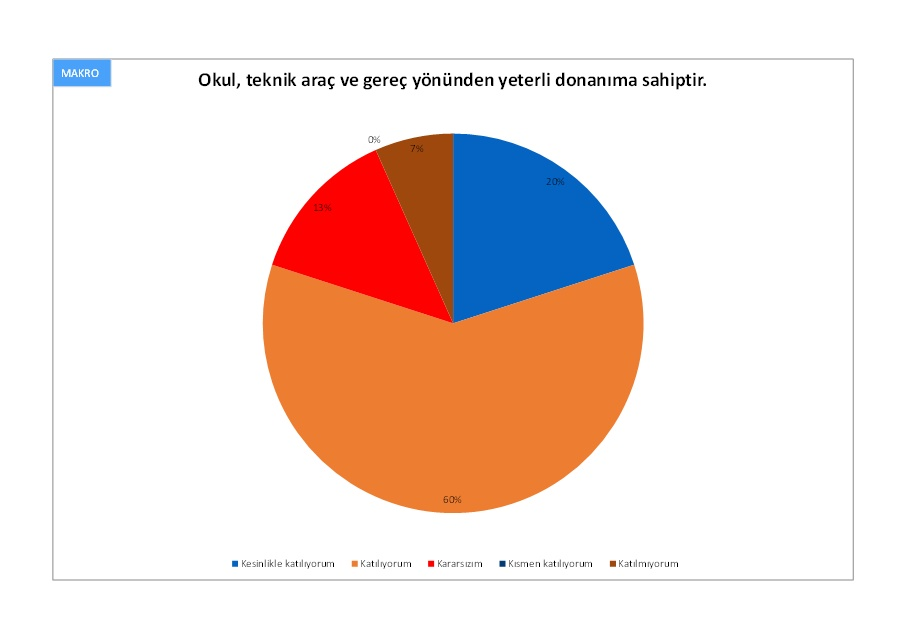 MAKRO
Okul, teknik araç ve gereç yönünden yeterli donanıma sahiptir.
0%
7%
20%
13%
60%
Kesinlikle katılıyorum Katılıyorum Kararsızım Kısmen katılıyorum Katılmıyorum